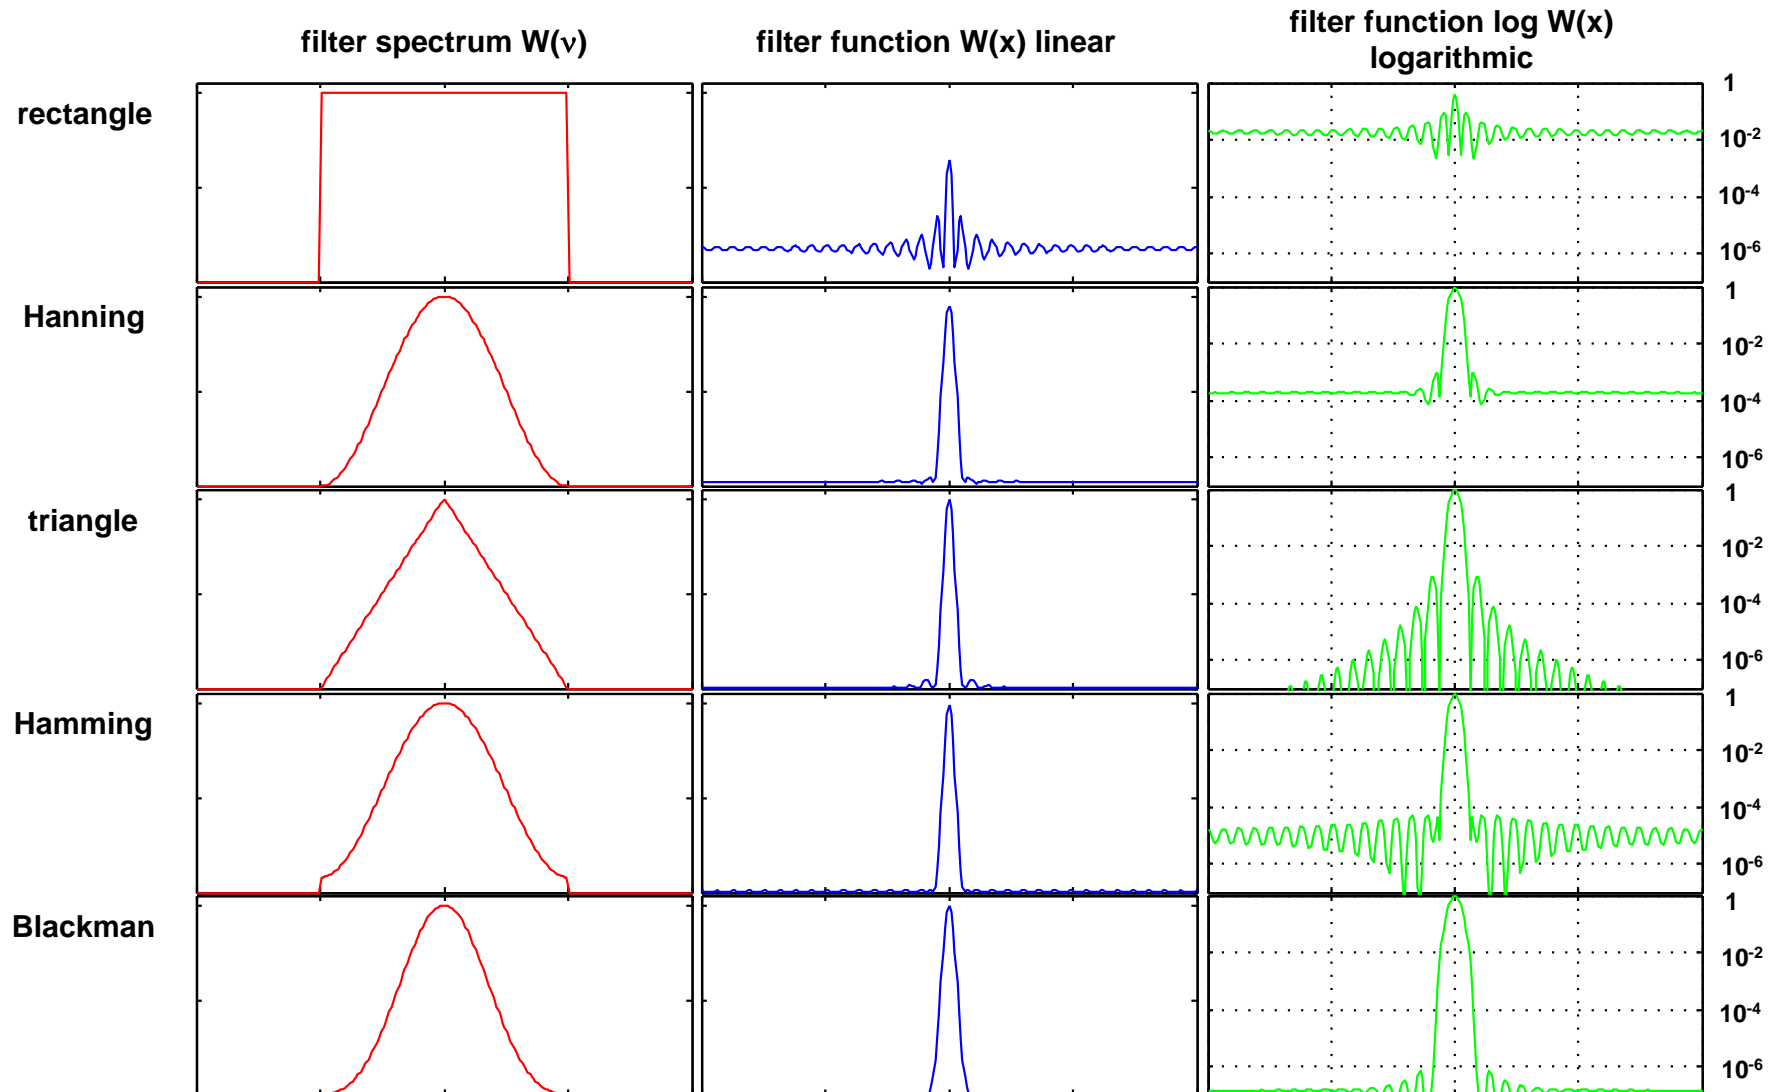 filter spectrum W(ν)
filter function W(x) linear
filter function log W(x)
logarithmic
rectangle
1
10-2
10-4
10-6
Hanning
1
10-2
10-4
10-6
triangle
1
10-2
10-4
10-6
Hamming
1
10-2
10-4
10-6
Blackman
1
10-2
10-4
10-6